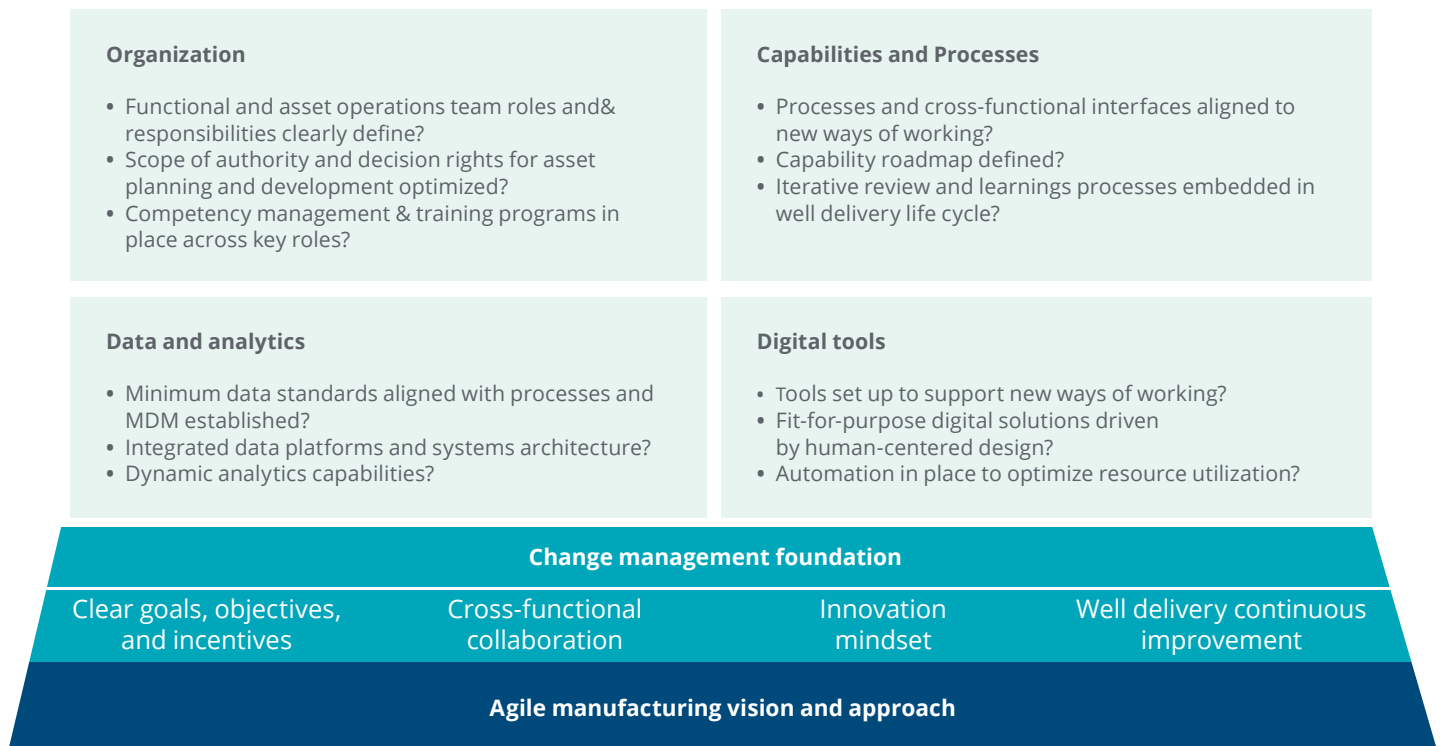 Organization
• Functional and asset operations team roles and&
responsibilities clearly define?
• Scope of authority and decision rights for asset
planning and development optimized?
• Competency management & training programs in
place across key roles?
Capabilities and Processes
• Processes and cross-functional interfaces aligned to
new ways of working?
• Capability roadmap defined?
• Iterative review and learnings processes embedded in
well delivery life cycle?
Data and analytics
• Minimum data standards aligned with processes and
MDM established?
• Integrated data platforms and systems architecture?
• Dynamic analytics capabilities?
Digital tools
• Tools set up to support new ways of working?
• Fit-for-purpose digital solutions driven
by human-centered design?
• Automation in place to optimize resource utilization?
Change management foundation
Clear goals, objectives,
and incentives
Cross-functional
collaboration
Innovation
mindset
Well delivery continuous
improvement
Agile manufacturing vision and approach